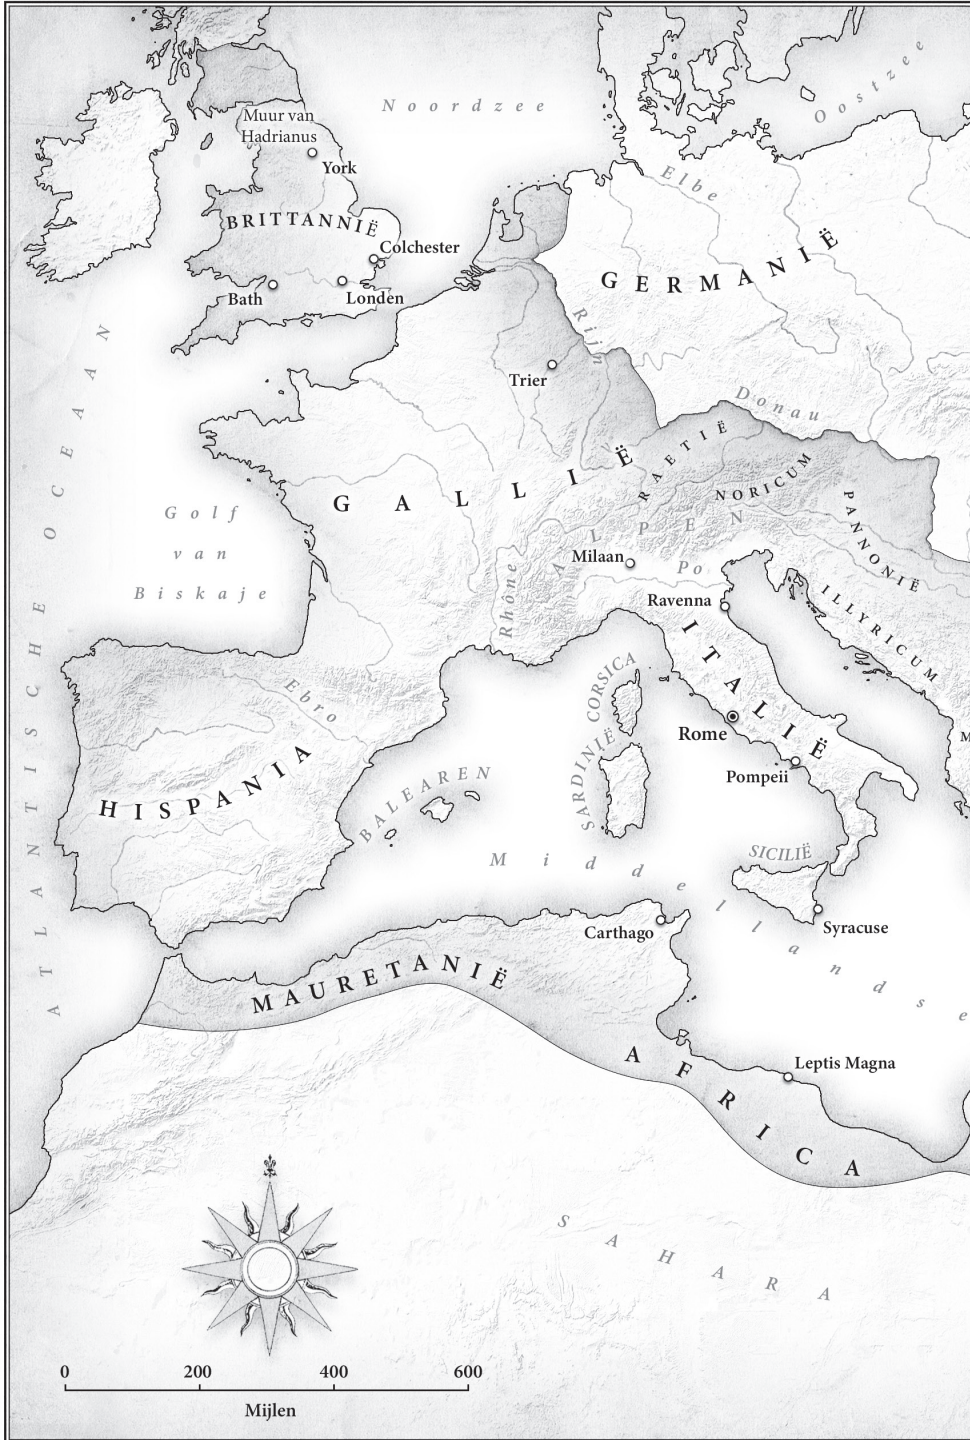 Noordzee
Oostzee
Muur van
Hadrianus
York
Elbe
BRITTANNIË
Colchester
GERMANIË
Bath
Londen
Rijn
Trier
Donau
GALLIË
RAETIË
NORICUM
PANNONIË
ALPEN
Golf
van
Biskaje
Milaan
Po
Rhône
Ravenna
ILLYRICUM
ITALIË
ATLANTISCHE OCEAAN
Ebro
CORSICA
SARDINIË
Rome
M
HISPANIA
Pompeii
BALEAREN
SICILIË
Middellandse
Carthago
Syracuse
MAURETANIË
AFRICA
Leptis Magna
SAHARA
0 200 400 600
Mijlen